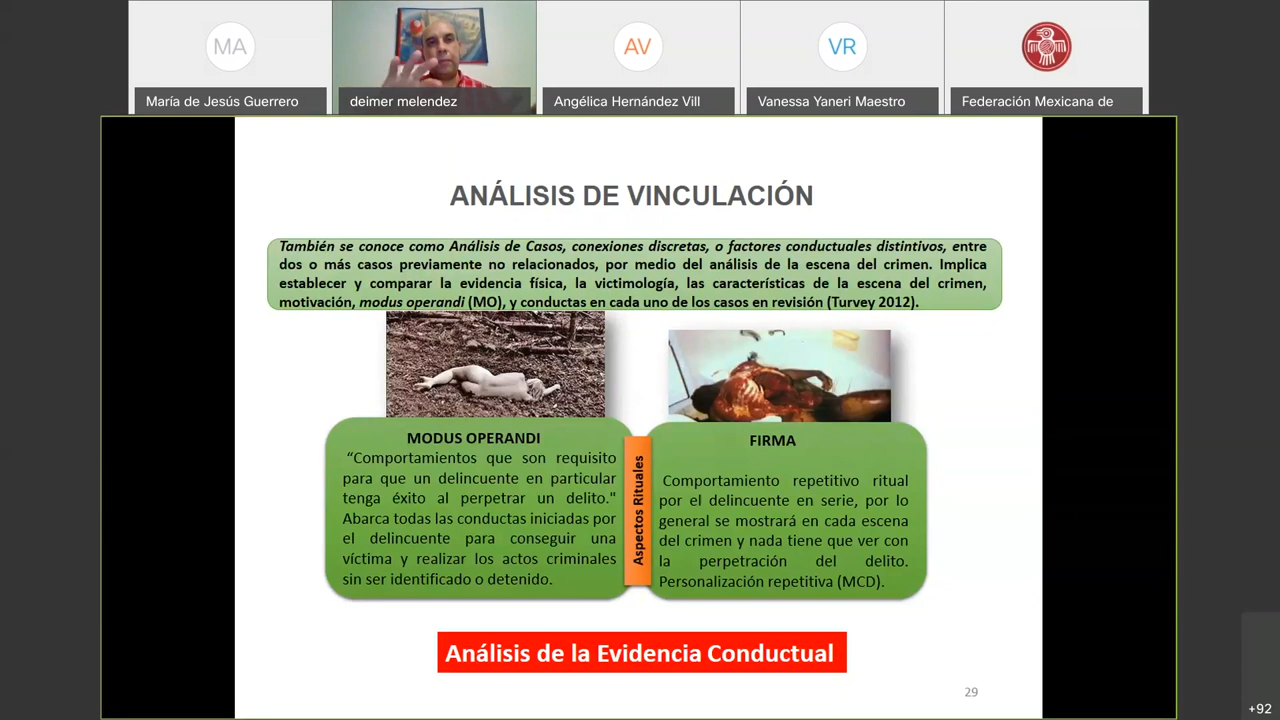 MA
AV
VR
María de Jesús Guerrero
deimer melendez
Angélica Hernández Vill
Vanessa Yaneri Maestro
Federación Mexicana de
ANÁLISIS DE VINCULACIÓN
También se conoce como Análisis de Casos, conexiones discretas, o factores conductuales distintivos, entre
dos o más casos previamente no relacionados, por medio del análisis de la escena del crimen. Implica
establecer y comparar la evidencia física, la victimología, las características de la escena del crimen,
motivación, modus operandi (MO), y conductas en cada uno de los casos en revisión (Turvey 2012).
MODUS OPERANDI
“Comportamientos que son requisito
para que un delincuente en particular
tenga éxito al perpetrar un delito."
Abarca todas las conductas iniciadas por
el delincuente para conseguir una
víctima y realizar los actos criminales
sin ser identificado o detenido.
Aspectos Rituales
FIRMA
Comportamiento repetitivo ritual
por el delincuente en serie, por lo
general se mostrará en cada escena
del crimen y nada tiene que ver con
la perpetración del delito.
Personalización repetitiva (MCD).
Análisis de la Evidencia Conductual
29
+92